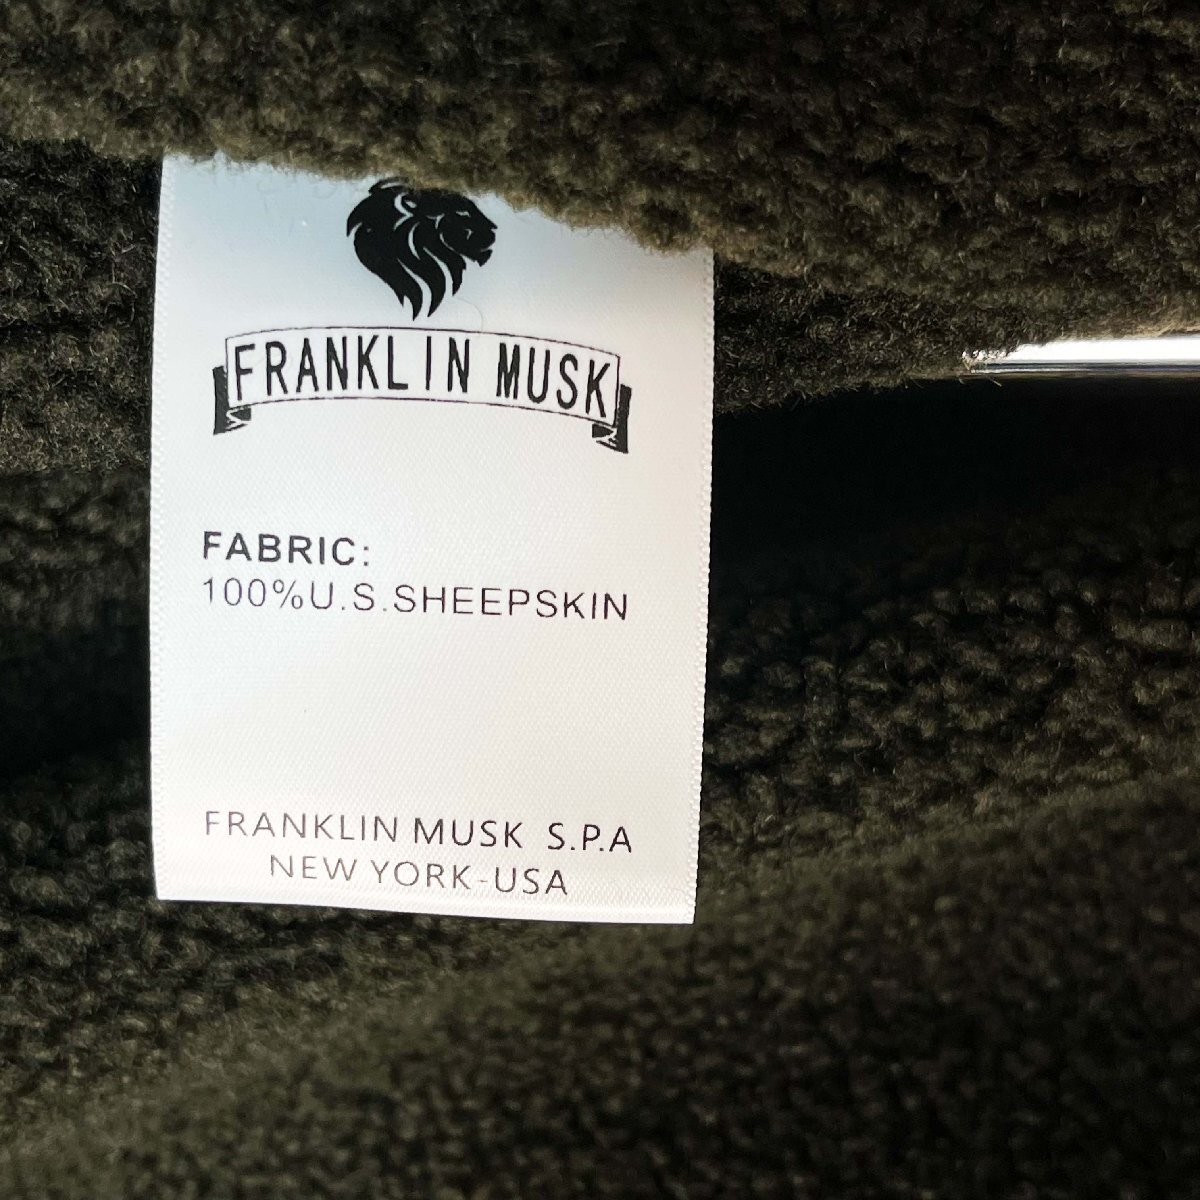 FRANKLIN MUSK
FABRIC:
100%U.S.SHEEPSKIN
FRANKLIN MUSK S.P.A
NEW YORK-USA